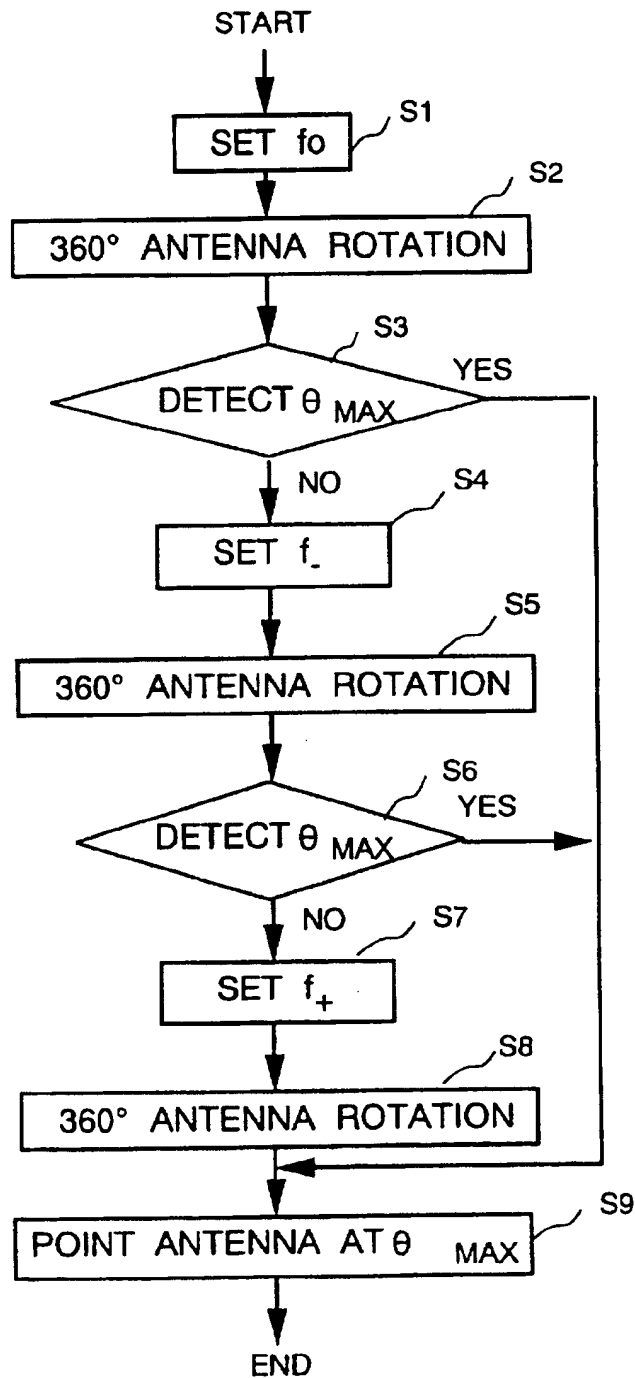 START
SET fo
S1
360° ANTENNA ROTATION
S2
DETECT θ MAX
S3
YES
NO
SET f-
S4
360° ANTENNA ROTATION
S5
DETECT θ MAX
S6
YES
NO
SET f+
S7
360° ANTENNA ROTATION
S8
POINT ANTENNA AT θ MAX
S9
END